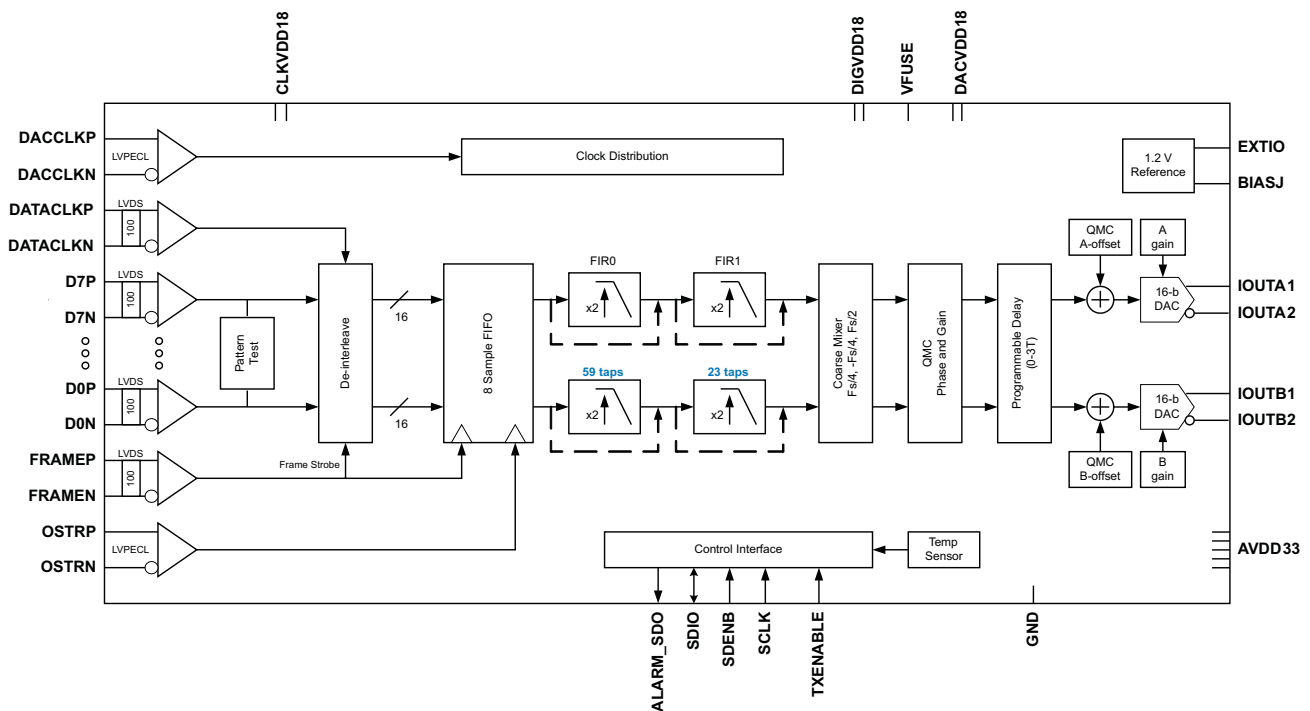 CLKVDD18
DIGVDD18
VFUSE
DACVDD18
DACCLKP
LVPECL
DACCLKN
Clock Distribution
1.2 V
Reference
EXTIO
BIASJ
DATACLKP
LVDS
100
DATACLKN
D7P
LVDS
100
D7N
Pattern
Test
D0P
LVDS
100
D0N
FRAMEP
LVDS
100
FRAMEN
Frame Strobe
OSTRP
LVPECL
OSTRN
De-interleave
16
16
8 Sample FIFO
FIR0
x2
FIR1
x2
59 taps
x2
23 taps
x2
Coarse Mixer
Fs/4, -Fs/4, Fs/2
QMC
Phase and Gain
Programmable Delay
(0-3T)
QMC
A-offset
A
gain
16-b
DAC
IOUTA1
IOUTA2
16-b
DAC
IOUTB1
IOUTB2
QMC
B-offset
B
gain
Control Interface
Temp
Sensor
AVDD33
ALARM_SDO
SDIO
SDENB
SCLK
TXENABLE
GND